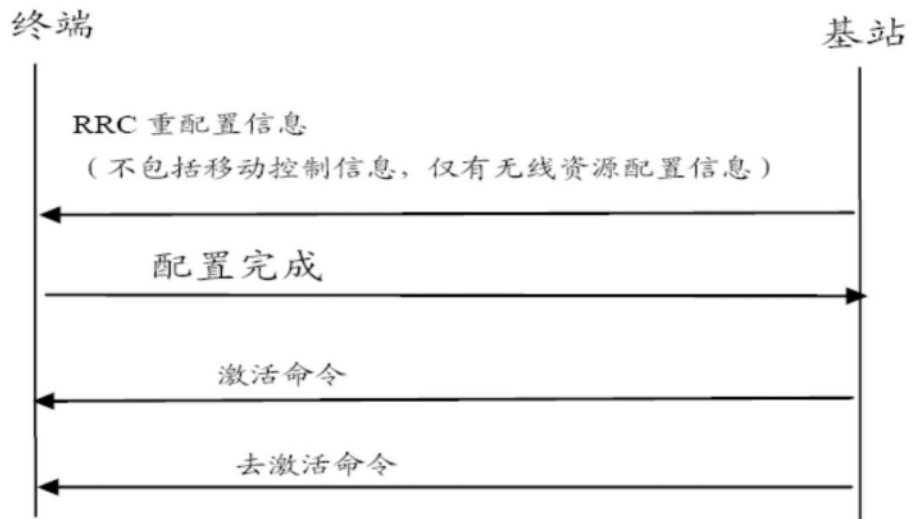 终端
基站
RRC 重配置信息
（不包括移动控制信息，仅有无线资源配置信息）
配置完成
激活命令
去激活命令